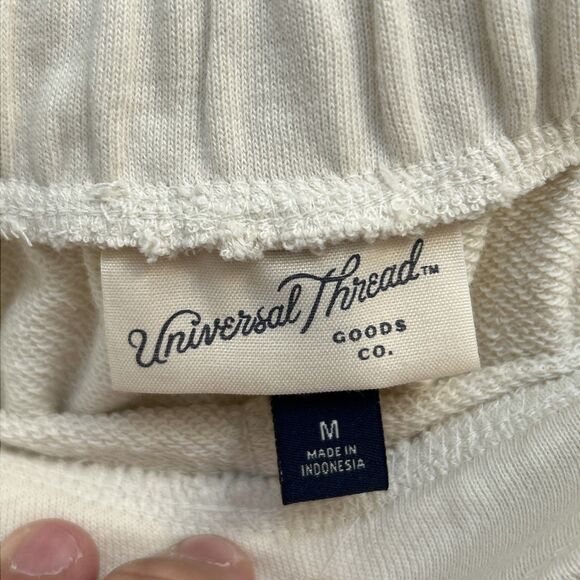 Universal Thread™
GOODS
CO.
M
MADE IN
INDONESIA